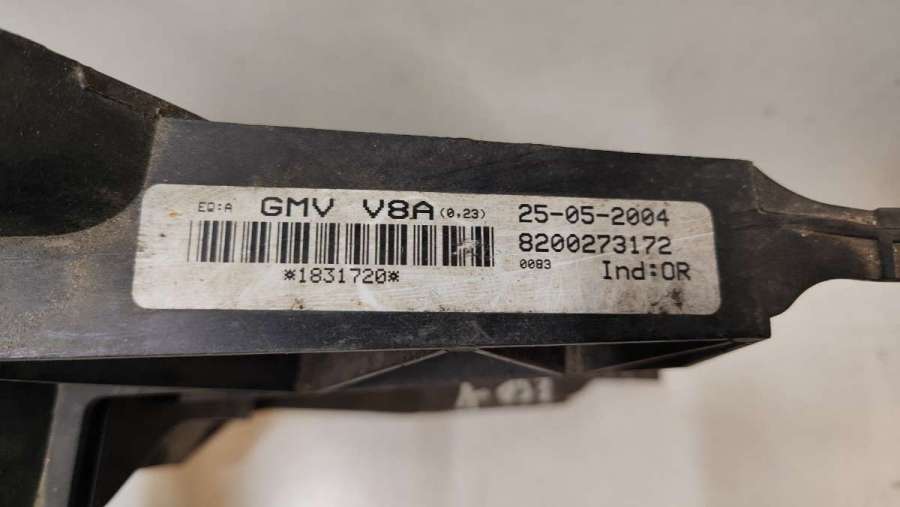 EQ:A GMV V8A (0,23) 25-05-2004
8200273172
*1831720* 0083 Ind:OR